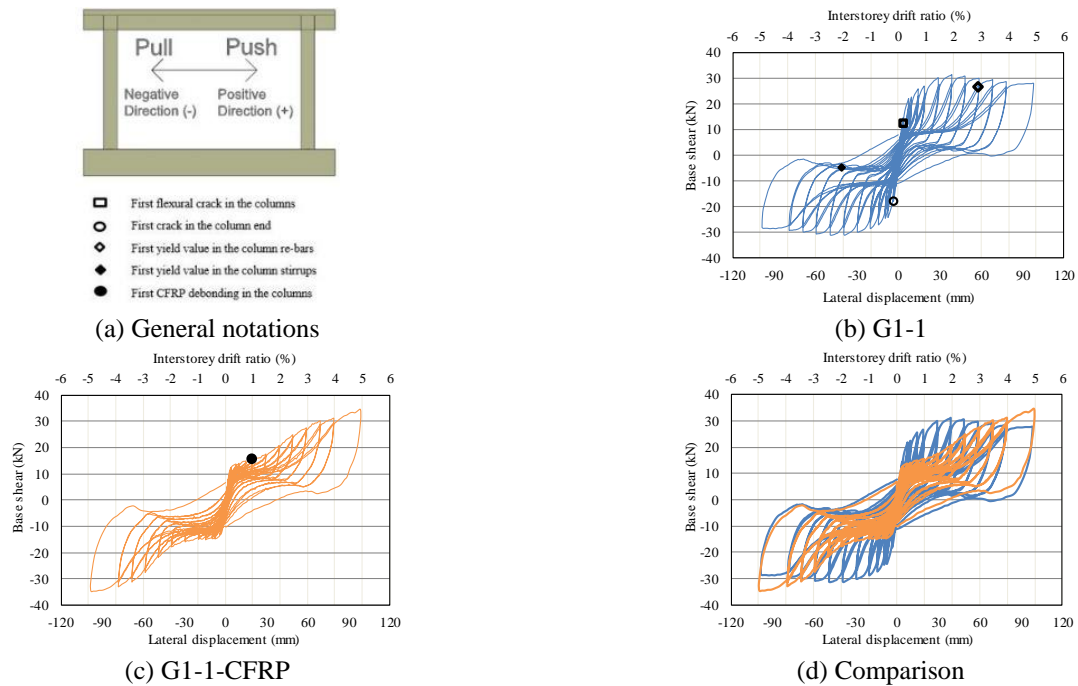 Pull Push
Negative Positive
Direction (-) Direction (+)
First flexural crack in the columns
First crack in the column end
First yield value in the column re-bars
First yield value in the column stirrups
First CFRP debonding in the columns
(a) General notations
Interstorey drift ratio (%)
-6 -5 -4 -3 -2 -1 0 1 2 3 4 5 6
40
30
20
10
0
-10
-20
-30
-40
Base shear (kN)
-120 -90 -60 -30 0 30 60 90 120
Lateral displacement (mm)
(b) G1-1
Interstorey drift ratio (%)
-6 -5 -4 -3 -2 -1 0 1 2 3 4 5 6
40
30
20
10
0
-10
-20
-30
-40
Base shear (kN)
-120 -90 -60 -30 0 30 60 90 120
Lateral displacement (mm)
(c) G1-1-CFRP
Interstorey drift ratio (%)
-6 -5 -4 -3 -2 -1 0 1 2 3 4 5 6
40
30
20
10
0
-10
-20
-30
-40
Base shear (kN)
-120 -90 -60 -30 0 30 60 90 120
Lateral displacement (mm)
(d) Comparison